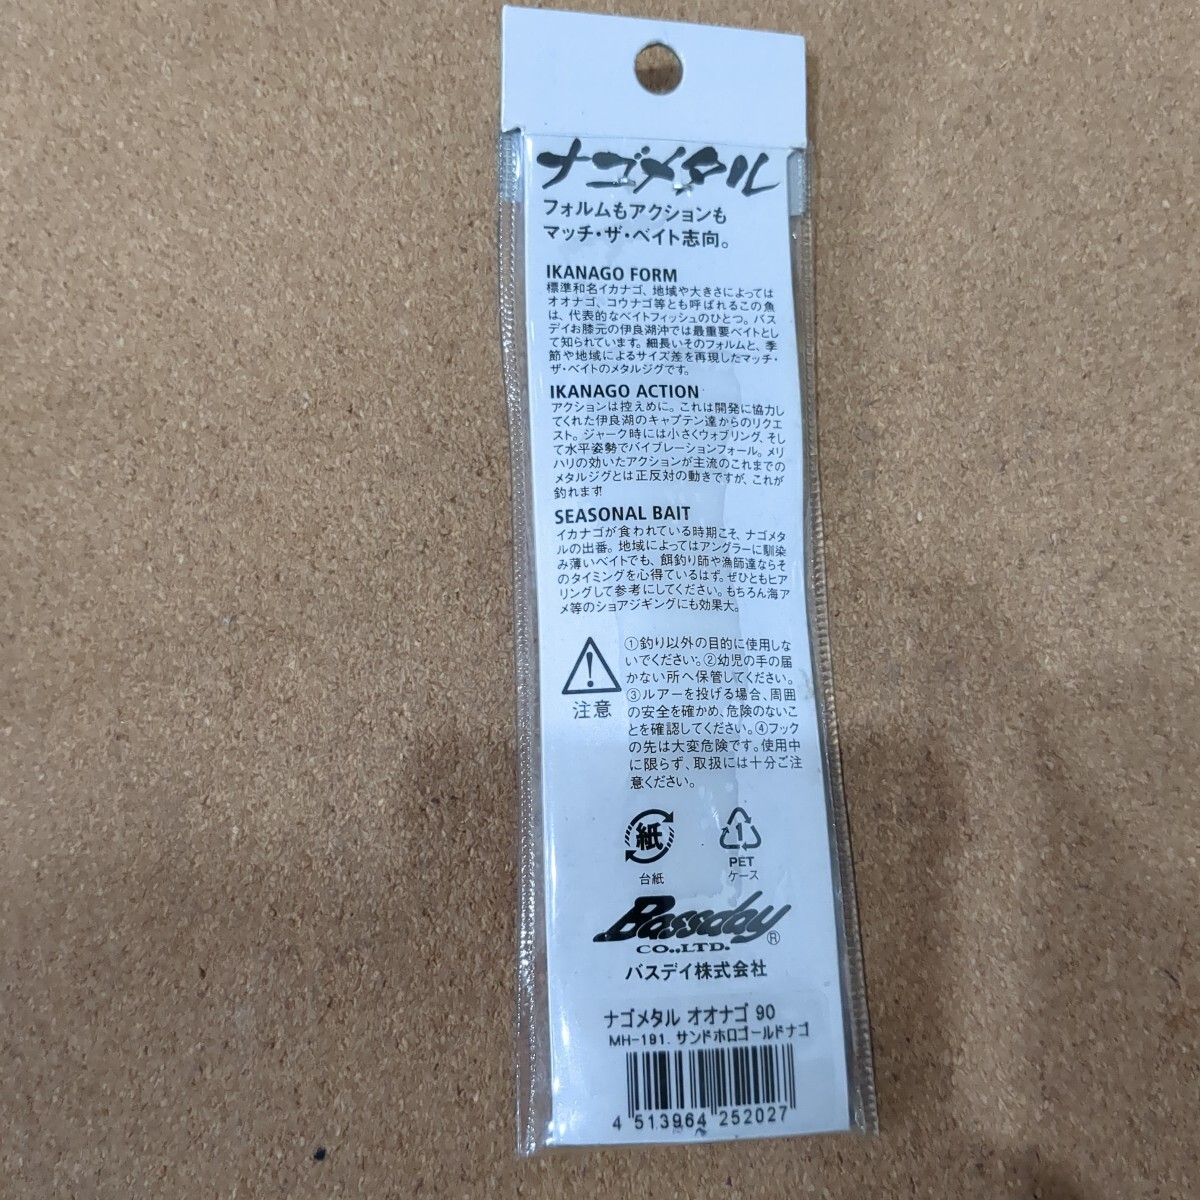 ナゴメタル
フォルムもアクションも
マッチ・ザ・ベイト志向。
IKANAGO FORM
標準和名イカナゴ、地域や大きさによっては
オオナゴ、コウナゴ等とも呼ばれるこの魚
は、代表的なベイトフィッシュのひとつ。バス
デイお膝元の伊良湖沖では最重要ベイトとし
て知られています。細長いそのフォルムと、季
節や地域によるサイズ差を再現したマッチ・
ザ・ベイトのメタルジグです。
IKANAGO ACTION
アクションは控えめに。これは開発に協力し
てくれた伊良湖のキャプテン達からのリクエ
スト。ジャーク時には小さくウォブリング、そし
て水平姿勢でバイブレーションフォール。メリ
ハリの効いたアクションが主流のこれまでの
メタルジグとは正反対の動きですが、これが
釣れます!
SEASONAL BAIT
イカナゴが食われている時期こそ、ナゴメタ
ルの出番。地域によってはアングラーに馴染
み薄いベイトでも、餌釣り師や漁師達ならそ
のタイミングを心得ているはず。ぜひともヒア
リングして参考にしてください。もちろん海ア
メ等のショアジギングにも効果大。
注意
①釣り以外の目的に使用しな
いでください。②幼児の手の届
かない所へ保管してください。
③ルアーを投げる場合、周囲
の安全を確かめ、危険のないこ
とを確認してください。④フック
の先は大変危険です。使用中
に限らず、取扱には十分ご注
意ください。
紙
台紙
1
PET
ケース
Bassday®
CO.,LTD.
バスデイ株式会社
ナゴメタル オオナゴ 90
MH-191. サンドホロゴールドナゴ
4 513964 252027